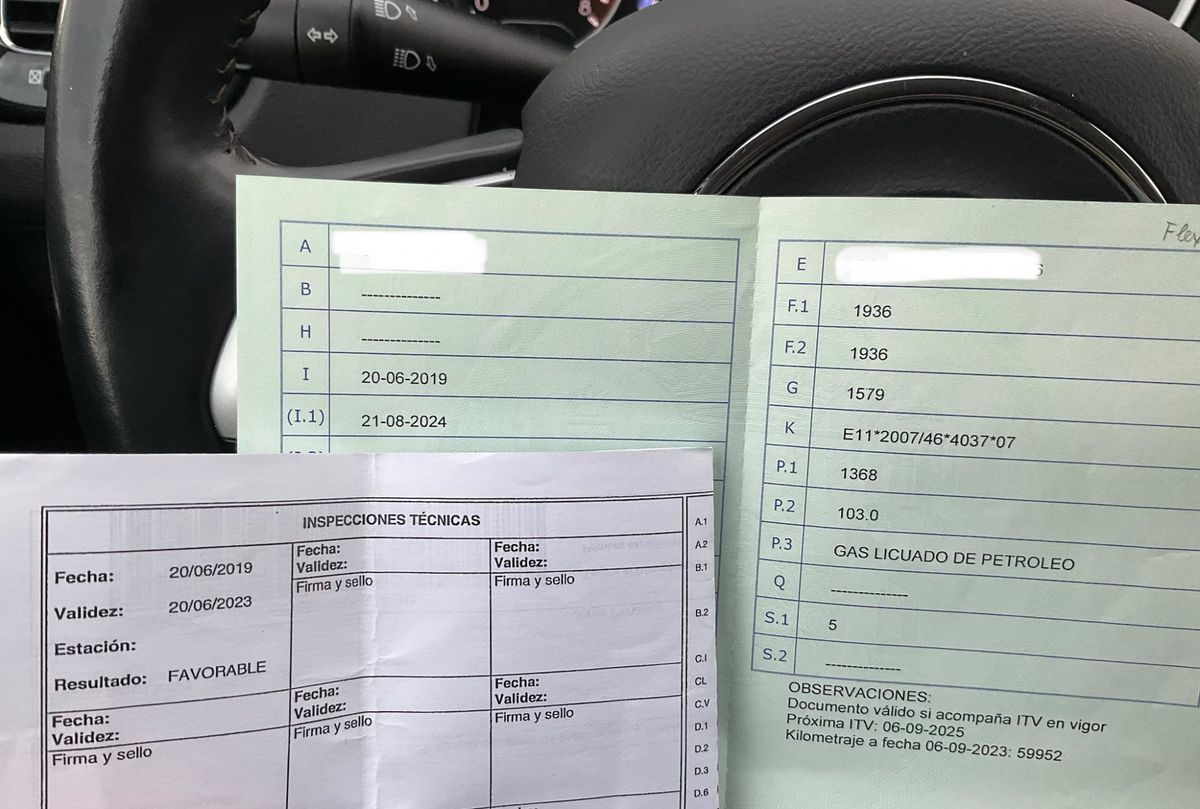 Flex
A
B --------------
H --------------
I 20-06-2019
(I.1) 21-08-2024
E 6
F.1 1936
F.2 1936
G 1579
K E11*2007/46*4037*07
P.1 1368
P.2 103.0
P.3 GAS LICUADO DE PETROLEO
Q --------------
S.1 5
S.2 --------------
OBSERVACIONES:
Documento válido si acompaña ITV en vigor
Próxima ITV: 06-09-2025
Kilometraje a fecha 06-09-2023: 59952
INSPECCIONES TÉCNICAS
Fecha: 20/06/2019
Validez: 20/06/2023
Estación:
Resultado: FAVORABLE
Fecha:
Validez:
Firma y sello
Fecha:
Validez:
Firma y sello
Fecha:
Validez:
Firma y sello
Fecha:
Validez:
Firma y sello
Fecha:
Validez:
Firma y sello
A.1
A.2
B.1
B.2
C.I
CL
C.V
D.1
D.2
D.3
D.6